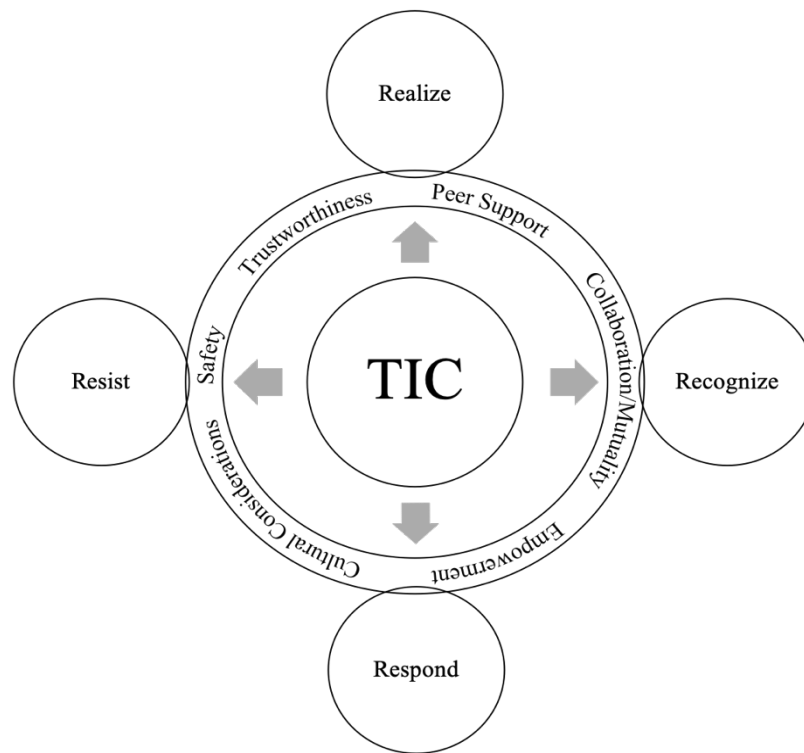 Realize
Trustworthiness
Peer Support
Collaboration/Mutuality
Safety
Resist
TIC
Recognize
Cultural Considerations
Empowerment
Respond